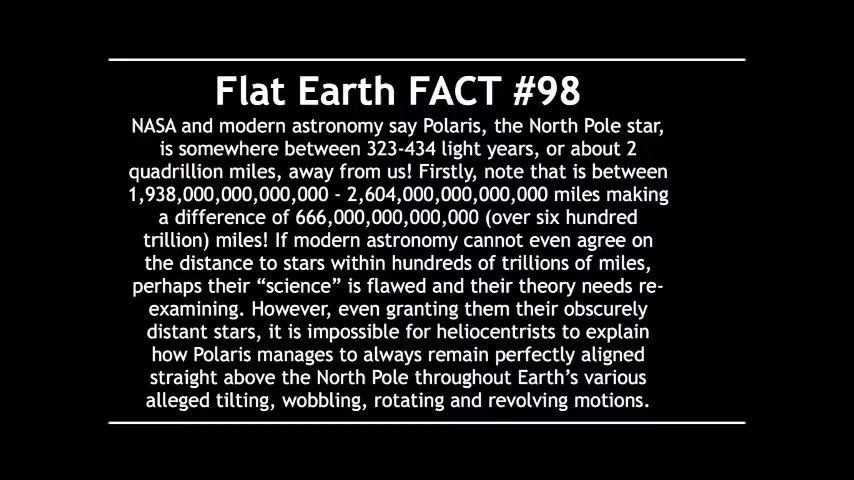 Flat Earth FACT #98
NASA and modern astronomy say Polaris, the North Pole star,
is somewhere between 323-434 light years, or about 2
quadrillion miles, away from us! Firstly, note that is between
1,938,000,000,000,000 - 2,604,000,000,000,000 miles making
a difference of 666,000,000,000,000 (over six hundred
trillion) miles! If modern astronomy cannot even agree on
the distance to stars within hundreds of trillions of miles,
perhaps their “science” is flawed and their theory needs re-
examining. However, even granting them their obscurely
distant stars, it is impossible for heliocentrists to explain
how Polaris manages to always remain perfectly aligned
straight above the North Pole throughout Earth’s various
alleged tilting, wobbling, rotating and revolving motions.